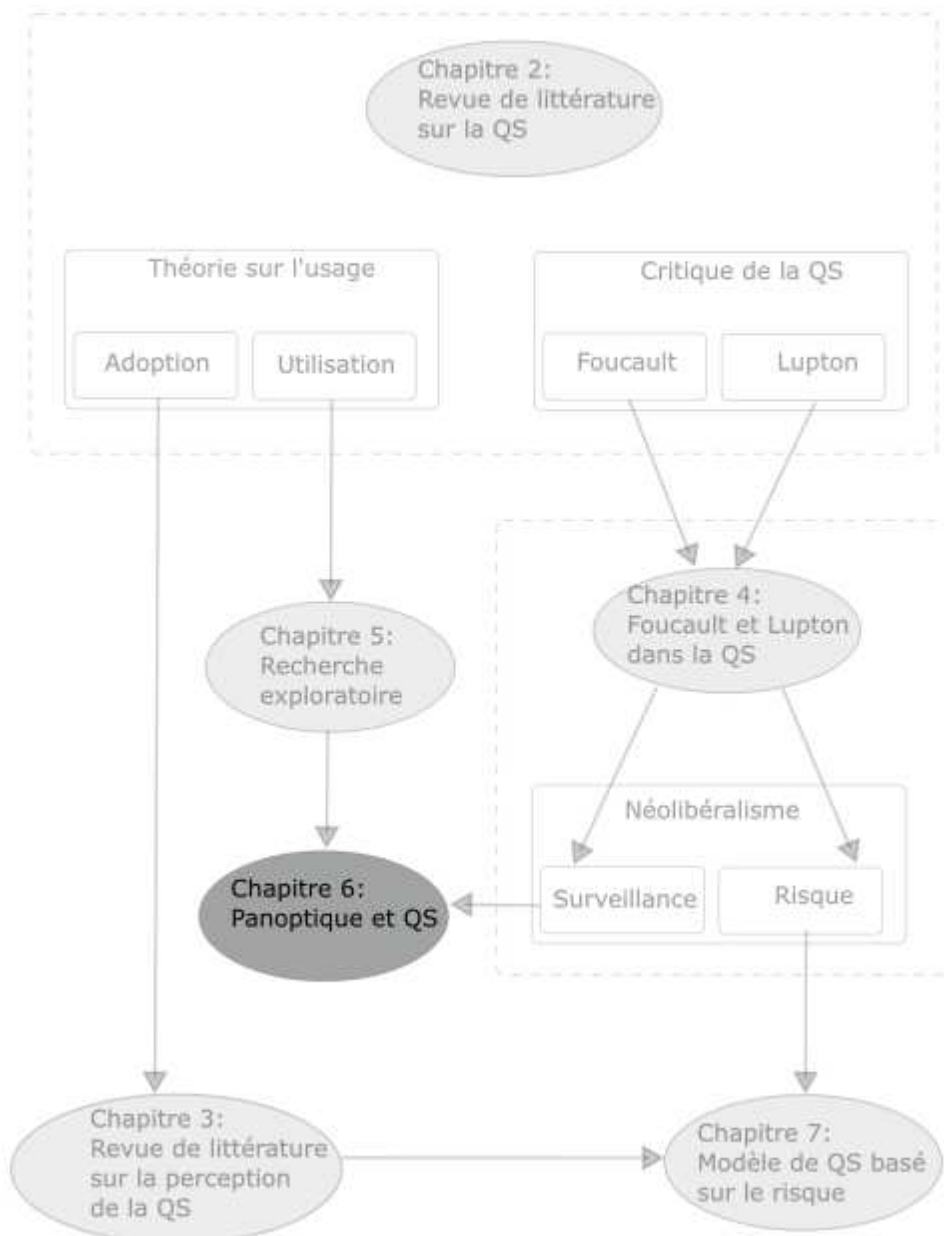 Chapitre 2:
Revue de littérature
sur la QS
Théorie sur l'usage
Adoption
Utilisation
Critique de la QS
Foucault
Lupton
Chapitre 4:
Foucault et Lupton
dans la QS
Chapitre 5:
Recherche
exploratoire
Néolibéralisme
Surveillance
Risque
Chapitre 6:
Panoptique et QS
Chapitre 3:
Revue de littérature
sur la perception
de la QS
Chapitre 7:
Modèle de QS basé
sur le risque